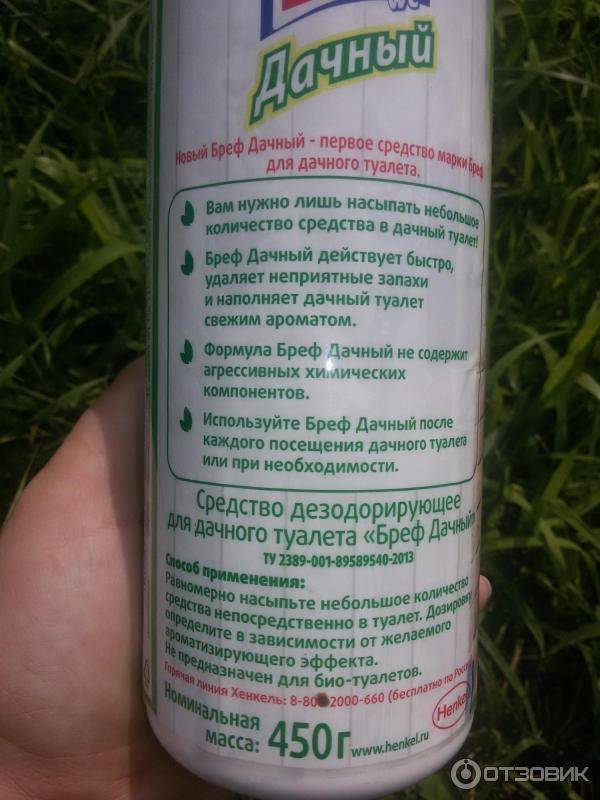 WC
Дачный
Новый Бреф Дачный - первое средство марки Бреф
для дачного туалета.
Вам нужно лишь насыпать небольшое
количество средства в дачный туалет!
Бреф Дачный действует быстро,
удаляет неприятные запахи
и наполняет дачный туалет
свежим ароматом.
Формула Бреф Дачный не содержит
агрессивных химических
компонентов.
Используйте Бреф Дачный после
каждого посещения дачного туалета
или при необходимости.
Средство дезодорирующее
для дачного туалета «Бреф Дачный»
ТУ 2389-001-89589540-2013
Способ применения:
Равномерно насыпьте небольшое количество
средства непосредственно в туалет. Дозировку
определите в зависимости от желаемого
ароматизирующего эффекта.
Не предназначен для био-туалетов.
Горячая линия Хенкель: (бесплатно по
Номинальная
масса: 450г www.henkel.ru
Henkel
ОТЗОВИК